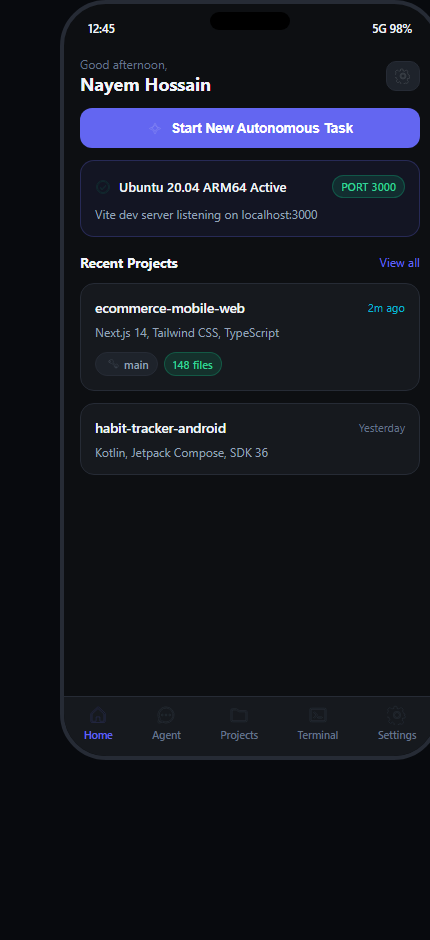 12:45 5G 98%
Good afternoon,
Nayem Hossain
Start New Autonomous Task
Ubuntu 20.04 ARM64 Active PORT 3000
Vite dev server listening on localhost:3000
Recent Projects View all
ecommerce-mobile-web 2m ago
Next.js 14, Tailwind CSS, TypeScript
main 148 files
habit-tracker-android Yesterday
Kotlin, Jetpack Compose, SDK 36
Home Agent Projects Terminal Settings